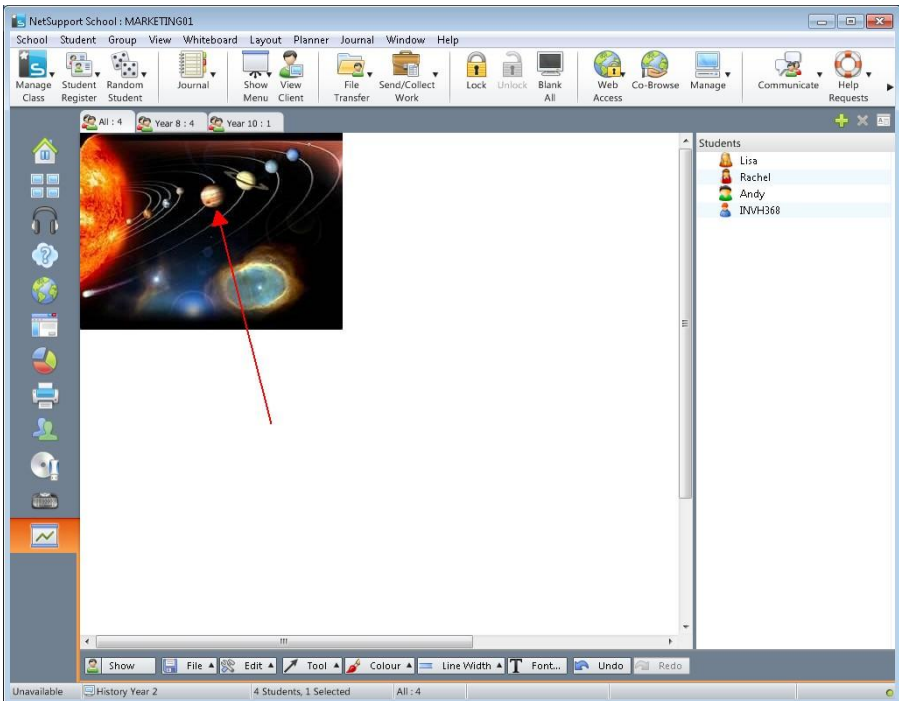 NetSupport School : MARKETING01
School Student Group View Whiteboard Layout Planner Journal Window Help
S
Manage Class
Student Register
Random Student
Journal
Show Menu
View Client
File Transfer
Send/Collect Work
Lock
Unlock
Blank All
Web Access
Co-Browse
Manage
Communicate
Help Requests
All : 4
Year 8 : 4
Year 10 : 1
Students
Lisa
Rachel
Andy
INVH368
Show File Edit Tool Colour Line Width T Font... Undo Redo
Unavailable History Year 2 4 Students, 1 Selected All : 4